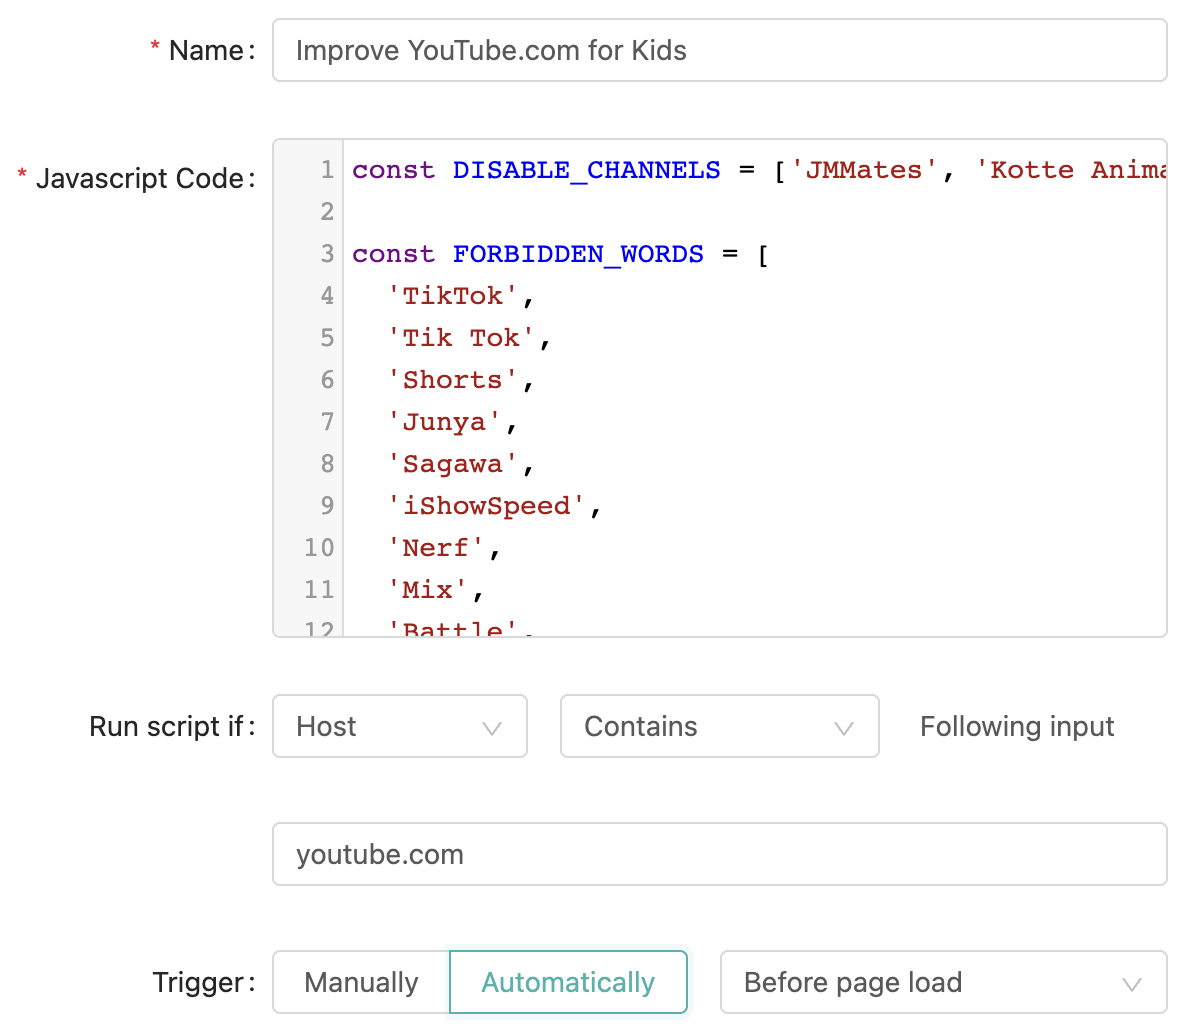 * Name: Improve YouTube.com for Kids
* Javascript Code:
1 const DISABLE_CHANNELS = ['JMMates', 'Kotte Anima
2
3 const FORBIDDEN_WORDS = [
4 'TikTok',
5 'Tik Tok',
6 'Shorts',
7 'Junya',
8 'Sagawa',
9 'iShowSpeed',
10 'Nerf',
11 'Mix',
12 'Battle',
Run script if: Host Contains Following input
youtube.com
Trigger: Manually Automatically Before page load